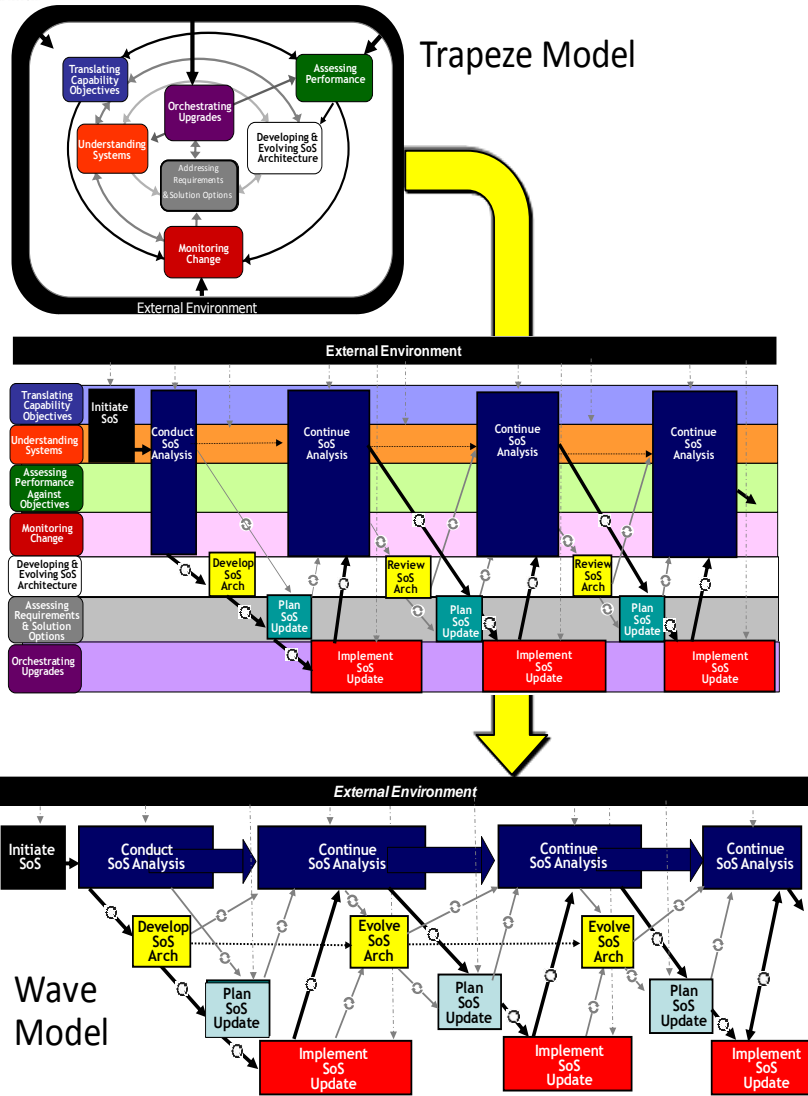 Trapeze Model
Translating
Capability
Objectives
Assessing
Performance
Orchestrating
Upgrades
Understanding
Systems
Developing &
Evolving SoS
Architecture
Addressing
Requirements
& Solution Options
Monitoring
Change
External Environment
External Environment
Translating
Capability
Objectives
Understanding
Systems
Assessing
Performance
Against
Objectives
Monitoring
Change
Developing &
Evolving SoS
Architecture
Assessing
Requirements
& Solution
Options
Orchestrating
Upgrades
Initiate
SoS
Conduct
SoS
Analysis
Continue
SoS
Analysis
Continue
SoS
Analysis
Continue
SoS
Analysis
Develop
SoS
Arch
Review
SoS
Arch
Review
SoS
Arch
Plan
SoS
Update
Plan
SoS
Update
Plan
SoS
Update
Implement
SoS
Update
Implement
SoS
Update
Implement
SoS
Update
External Environment
Initiate
SoS
Conduct
SoS Analysis
Continue
SoS Analysis
Continue
SoS Analysis
Continue
SoS Analysis
Develop
SoS
Arch
Evolve
SoS
Arch
Evolve
SoS
Arch
Wave
Model
Plan
SoS
Update
Plan
SoS
Update
Plan
SoS
Update
Implement
SoS
Update
Implement
SoS
Update
Implement
SoS
Update